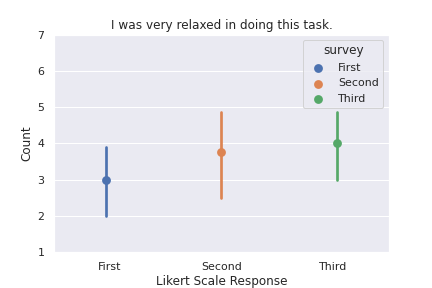 I was very relaxed in doing this task.
7
6
5
4
3
2
1
Count
survey
First
Second
Third
First Second Third
Likert Scale Response